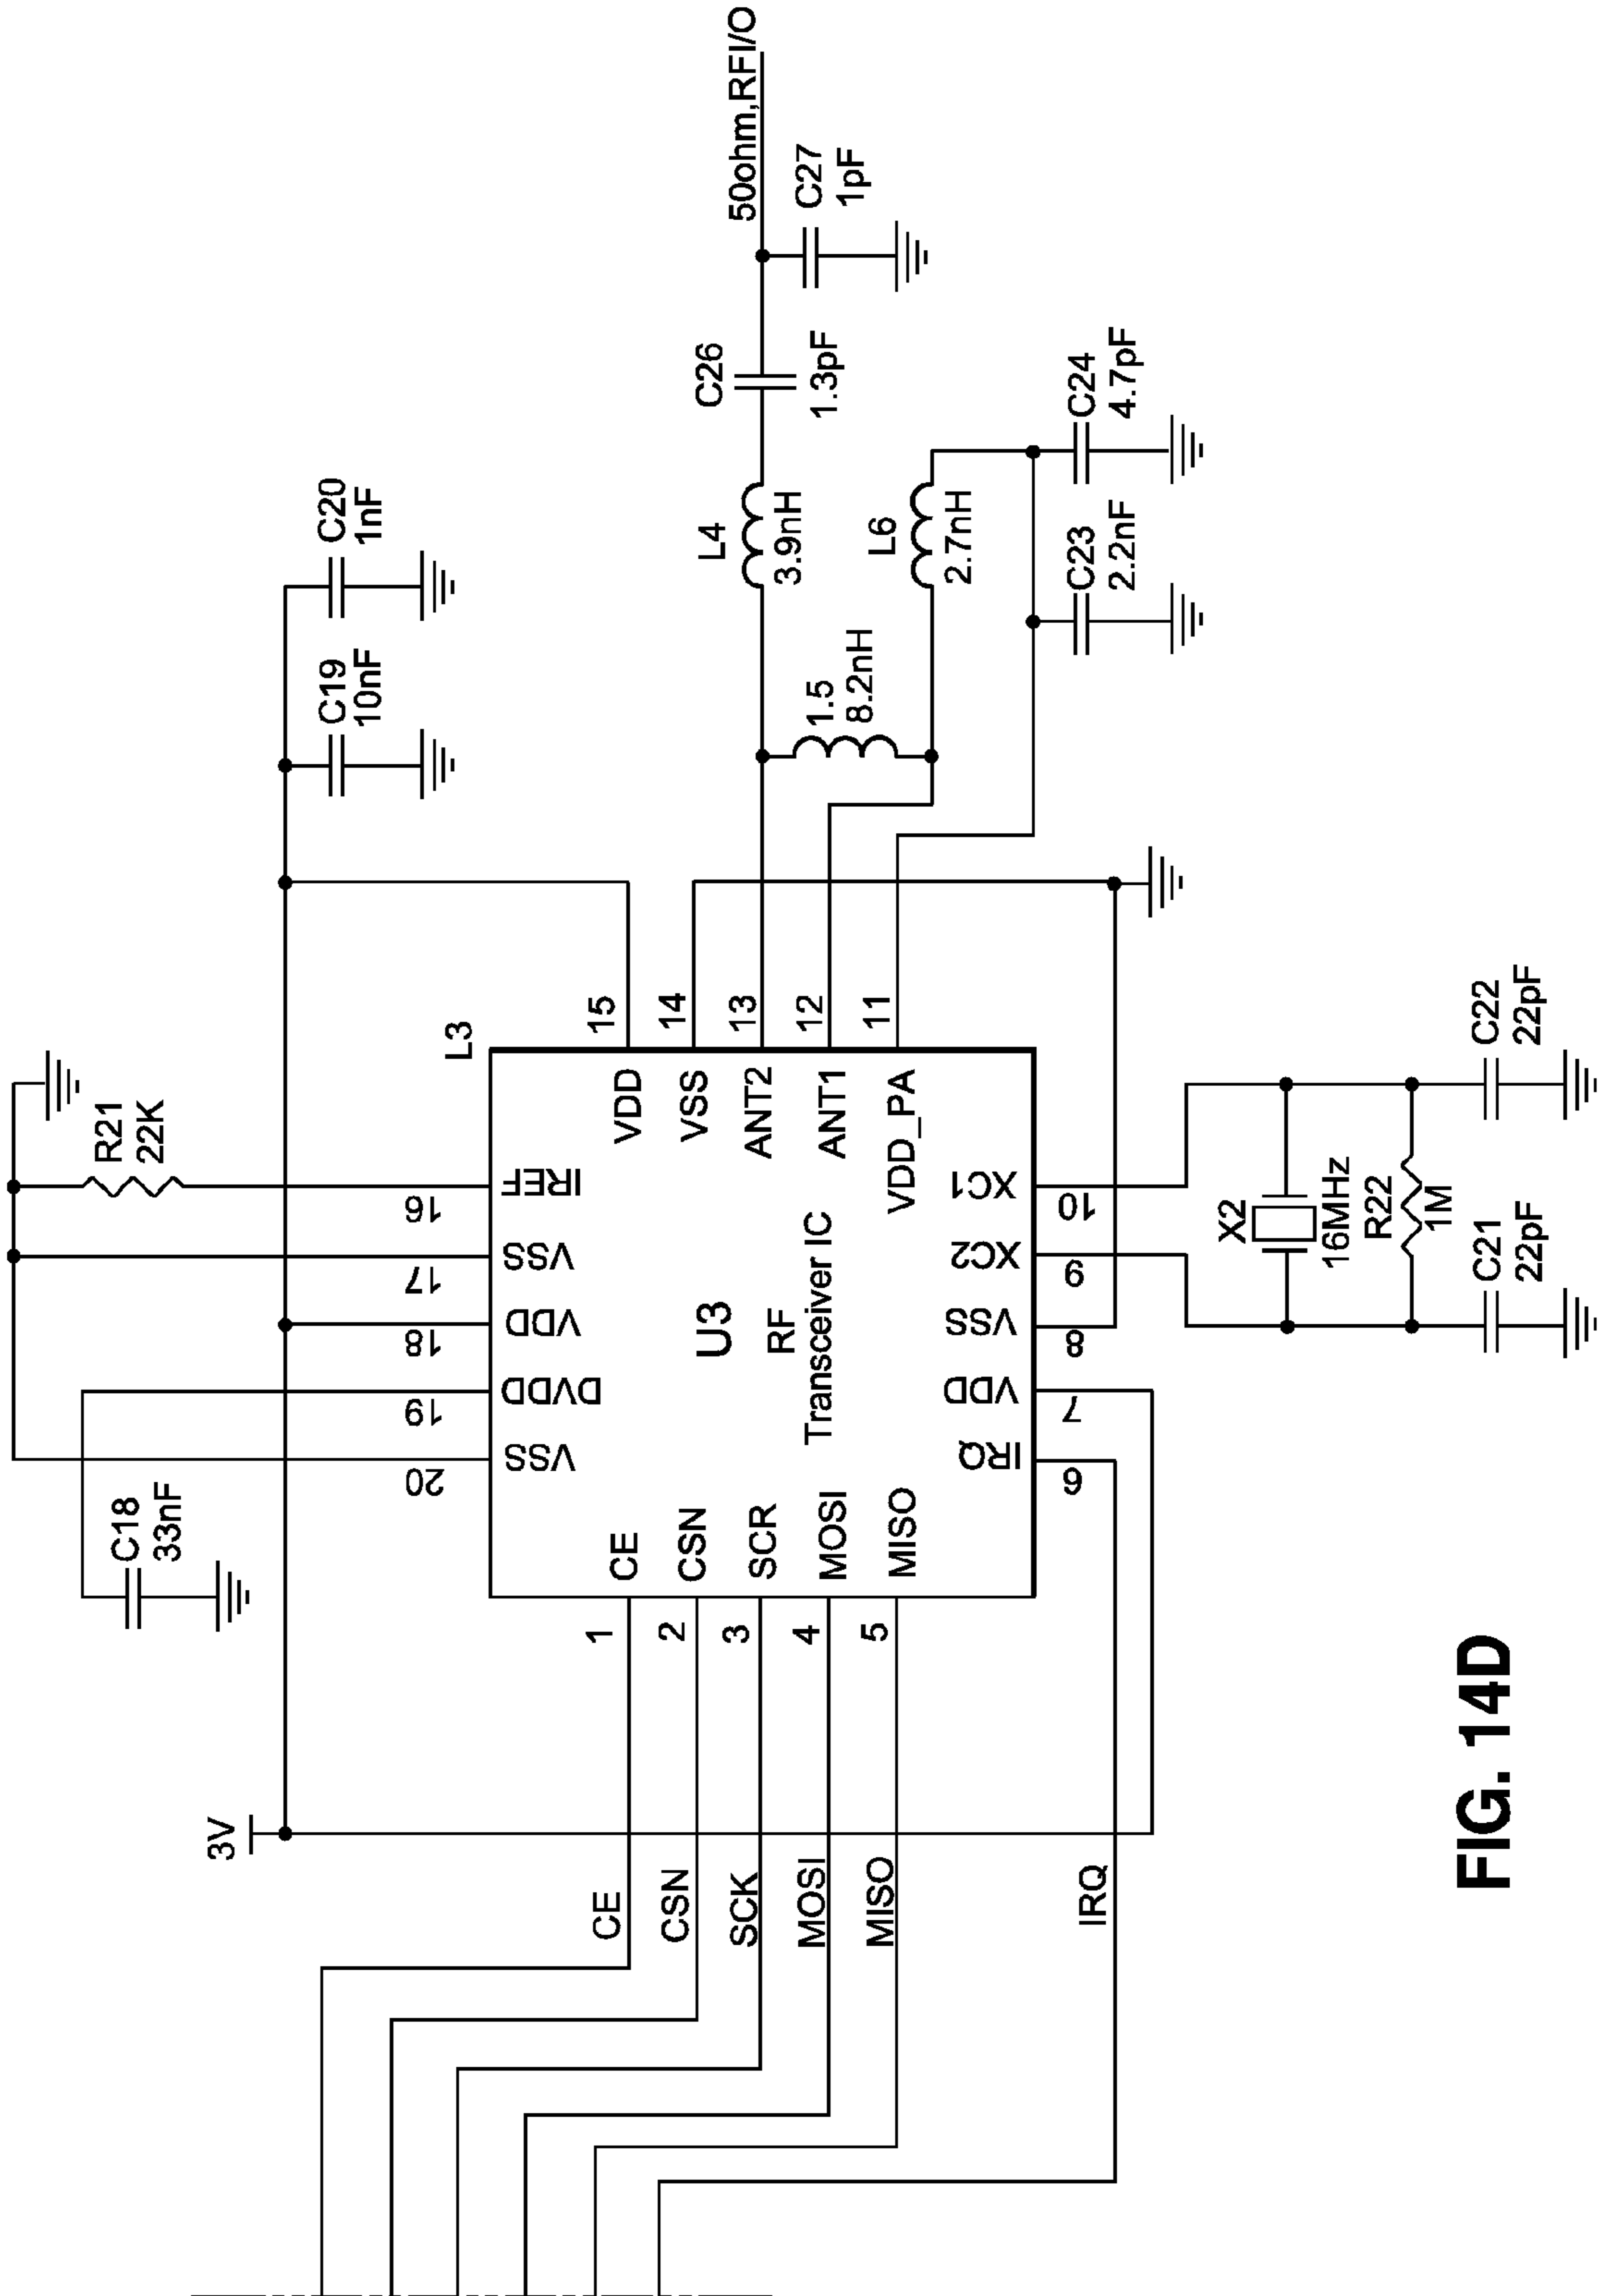 3V
C18
33nF
R21
22K
C19
10nF
C20
1nF
L3
20
19
18
17
16
VSS
DVDD
VDD
VSS
IREF
CE
1
CE
CSN
2
CSN
SCK
3
SCR
MOSI
4
MOSI
MISO
5
MISO
IRQ
U3
RF
Transceiver IC
VDD
15
VSS
14
ANT2
13
ANT1
12
VDD_PA
11
IRQ
VDD
VSS
XC2
XC1
6
7
8
9
10
1.5
8.2nH
L4
3.9nH
L6
2.7nH
C26
1.3pF
50ohm,RFI/O
C27
1pF
C23
2.2nF
C24
4.7pF
X2
16MHz
R22
1M
C21
22pF
C22
22pF
FIG. 14D